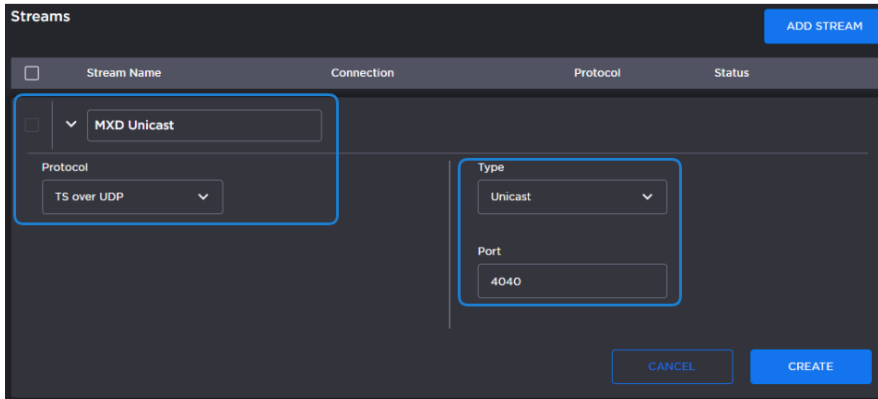 Streams
ADD STREAM
Stream Name Connection Protocol Status
MXD Unicast
Protocol
TS over UDP
Type
Unicast
Port
4040
CANCEL CREATE